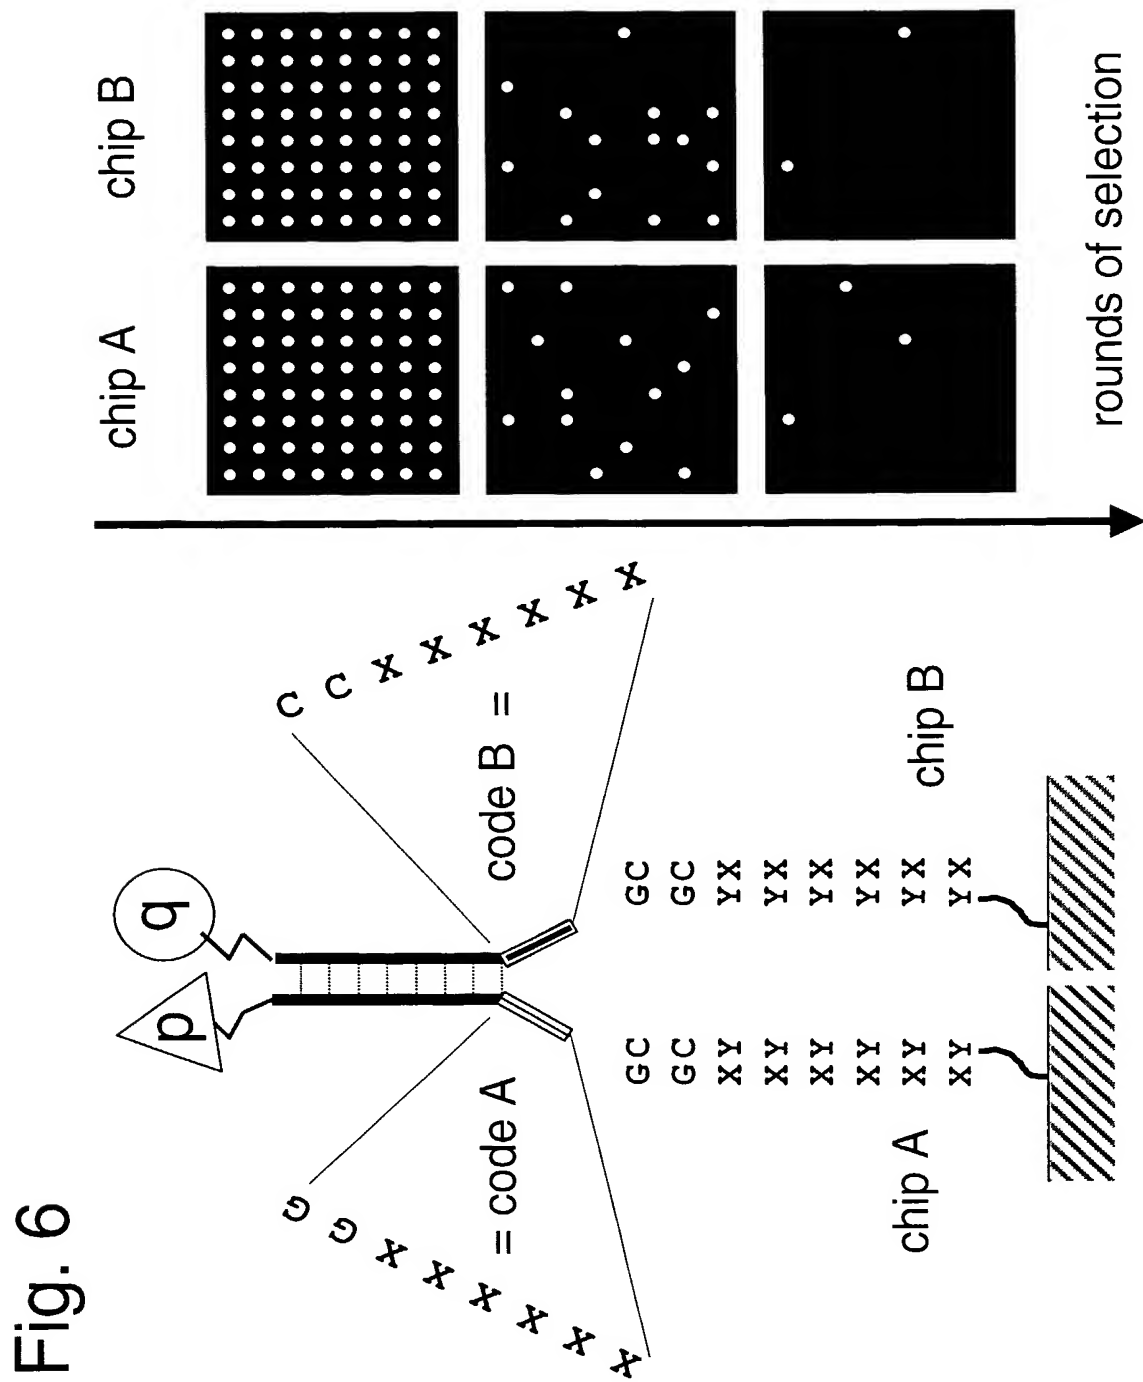 Fig. 6
p
q
G
G
X
X
X
X
X
X
= code A
C
C
X
X
X
X
X
X
code B =
GC
GC
XY
XY
XY
XY
XY
XY
chip A
GC
GC
YX
YX
YX
YX
YX
YX
chip B
chip A
chip B
rounds of selection